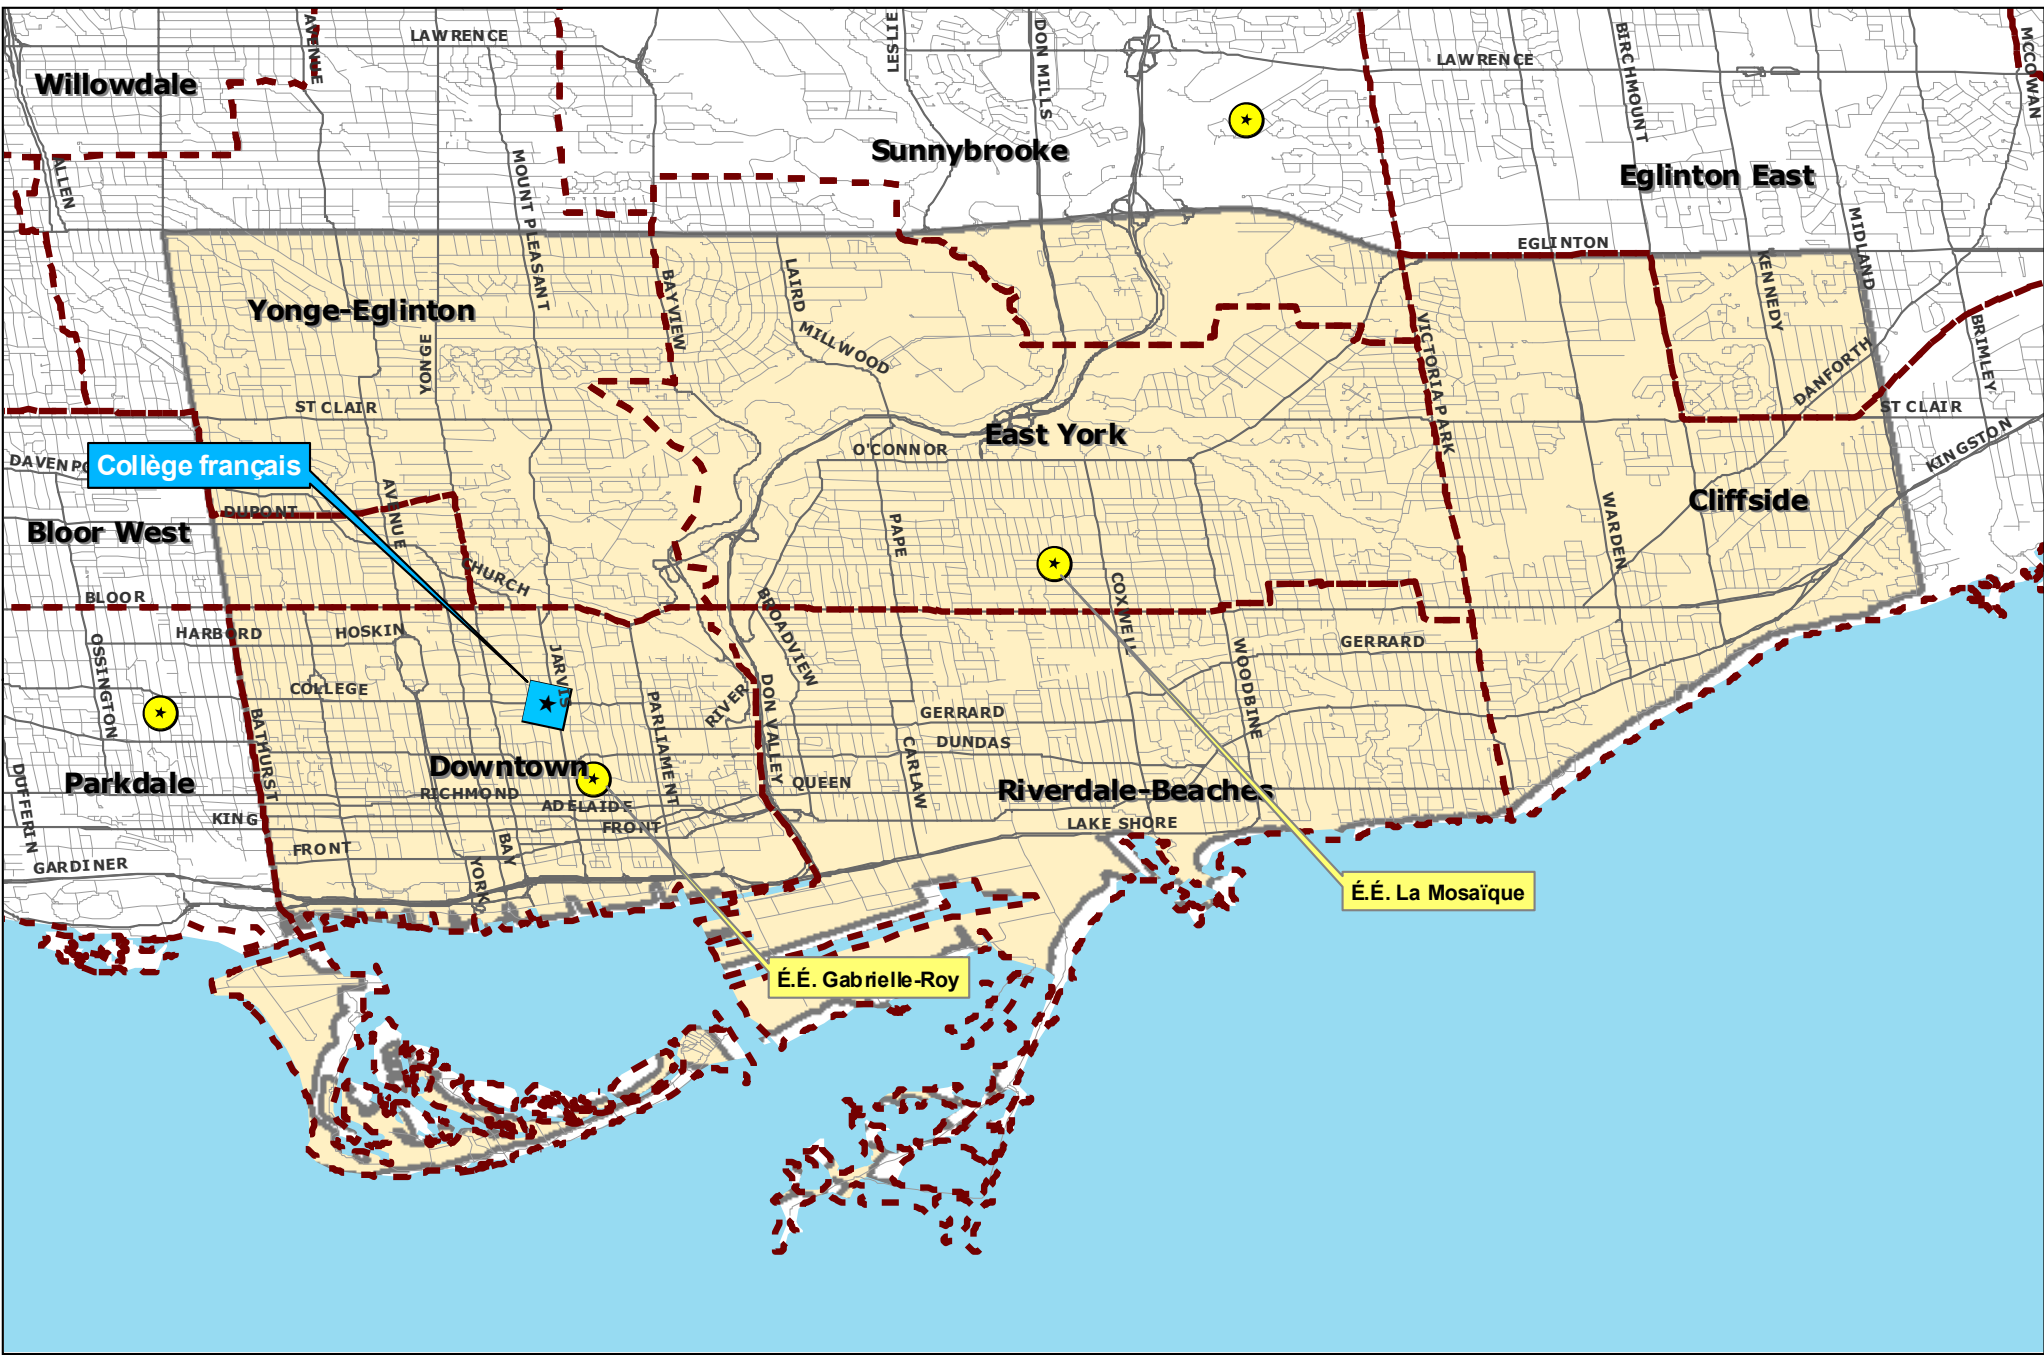 AVENUE
LAWRENCE
LESLIE
DON MILLS
LAWRENCE
BIRCHMOUNT
MCCOWAN
Willowdale
Sunnybrooke
Eglinton East
ALLEN
MOUNT PLEASANT
MIDLAND
EGLINTON
KENNEDY
LAIRD
BAYVIEW
Yonge-Eglinton
YONGE
MILLWOOD
VICTORIA PARK
BRIMLEY
DANFORTH
ST CLAIR
ST CLAIR
East York
O'CONNOR
KINGSTON
Collège français
DAVENPO
Cliffside
AVENUE
DUPONT
PAPE
WARDEN
Bloor West
CHURCH
COXWELL
BLOOR
BROADVIEW
HARBORD
HOSKIN
OSSINGTON
JARVIS
WOODBINE
GERRARD
COLLEGE
PARLIAMENT
RIVER
DON VALLEY
BATHURST
GERRARD
DUNDAS
CARLAW
Downtown
Parkdale
QUEEN
Riverdale-Beaches
DUFFERIN
RICHMOND
ADELAIDE
KING
FRONT
LAKE SHORE
FRONT
BAY
YORK
GARDINER
É.É. La Mosaïque
É.É. Gabrielle-Roy